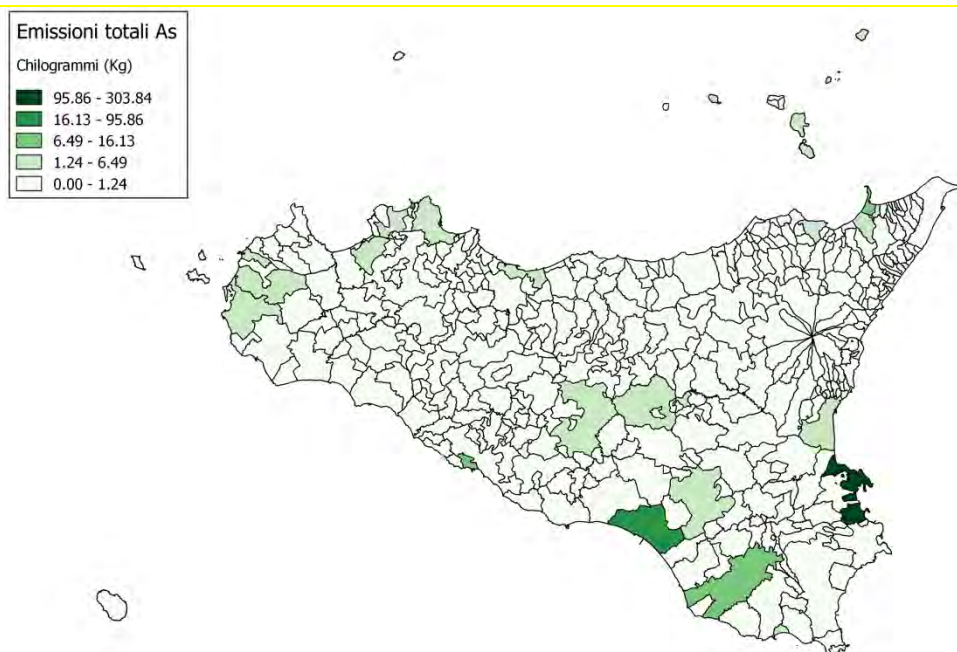 Emissioni totali As
Chilogrammi (Kg)
95.86 - 303.84
16.13 - 95.86
6.49 - 16.13
1.24 - 6.49
0.00 - 1.24